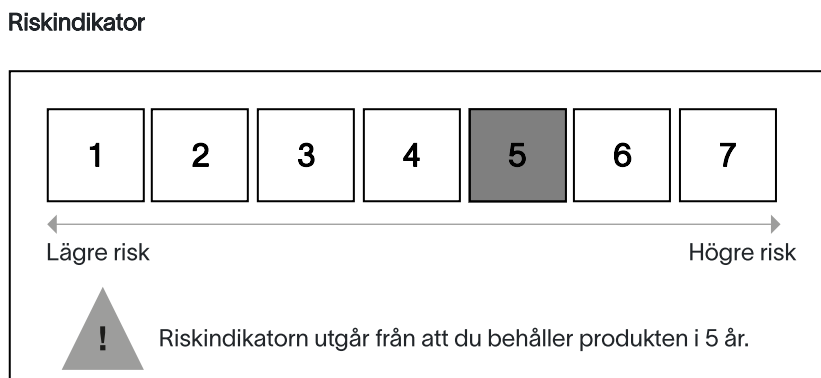 Riskindikator
1 2 3 4 5 6 7
Lägre risk Högre risk
! Riskindikatorn utgår från att du behåller produkten i 5 år.